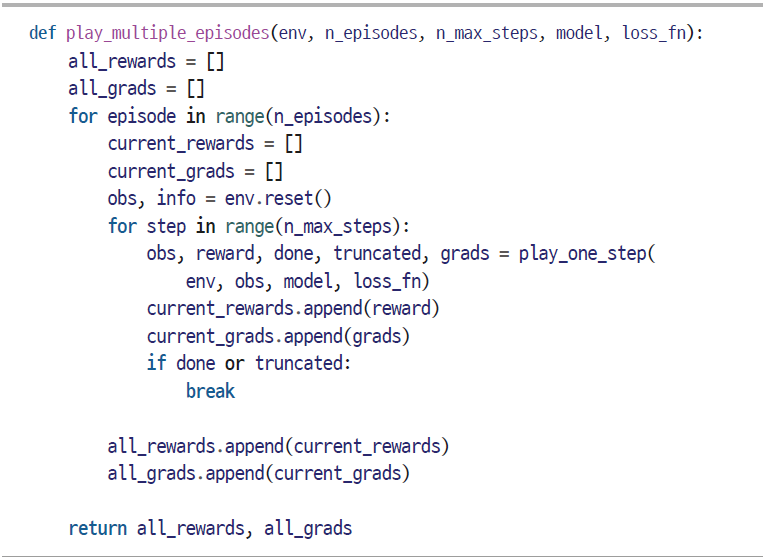 def play_multiple_episodes(env, n_episodes, n_max_steps, model, loss_fn):
    all_rewards = []
    all_grads = []
    for episode in range(n_episodes):
        current_rewards = []
        current_grads = []
        obs, info = env.reset()
        for step in range(n_max_steps):
            obs, reward, done, truncated, grads = play_one_step(
                env, obs, model, loss_fn)
            current_rewards.append(reward)
            current_grads.append(grads)
            if done or truncated:
                break

        all_rewards.append(current_rewards)
        all_grads.append(current_grads)

    return all_rewards, all_grads